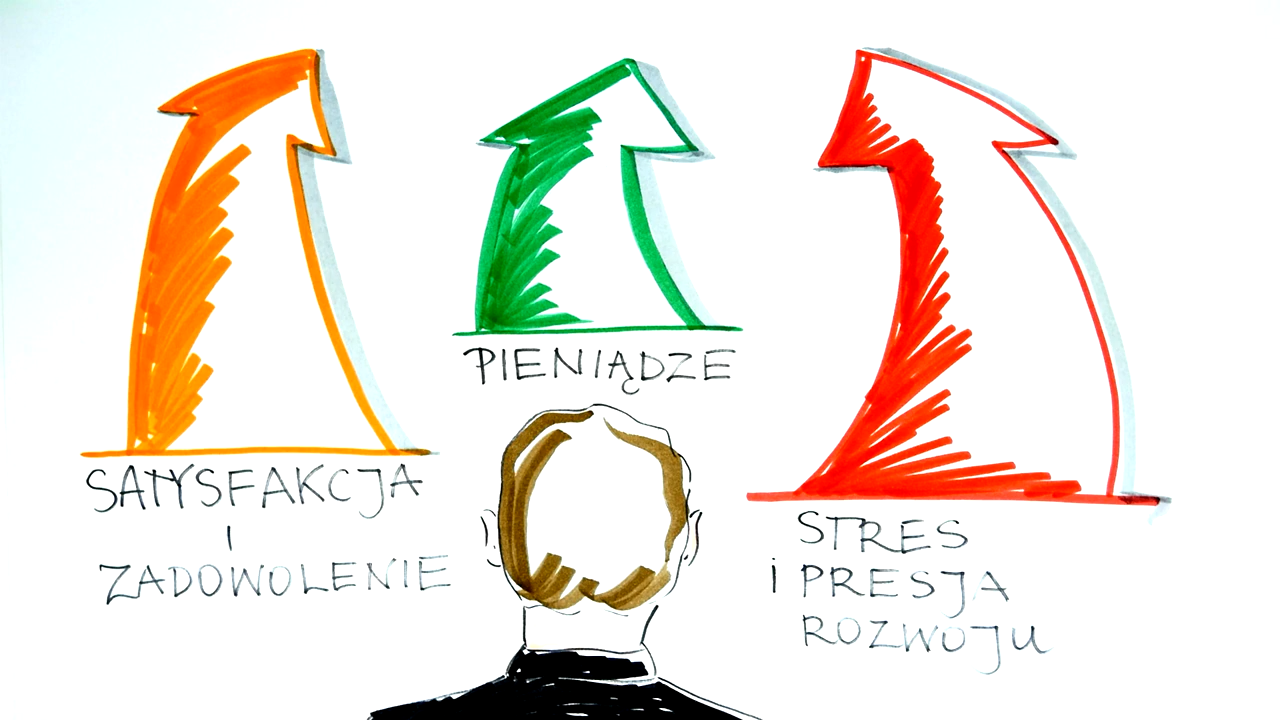 PIENIĄDZE
SATYSFAKCJA
I
ZADOWOLENIE
STRES
i PRESJA
ROZWOJU